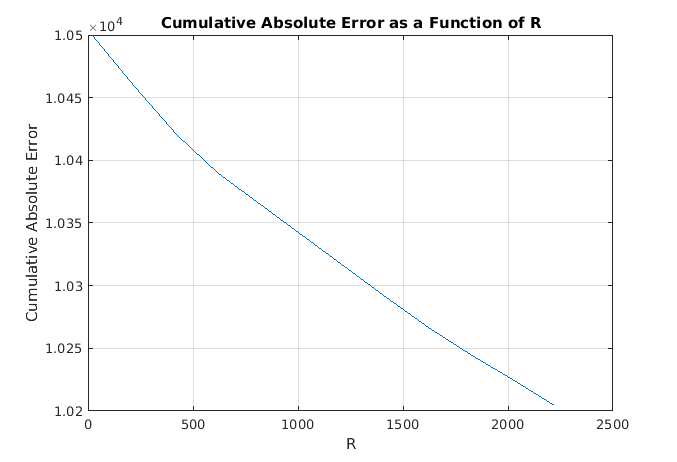 Cumulative Absolute Error as a Function of R
×10⁴
1.05
1.045
1.04
1.035
1.03
1.025
1.02
Cumulative Absolute Error
0 500 1000 1500 2000 2500
R